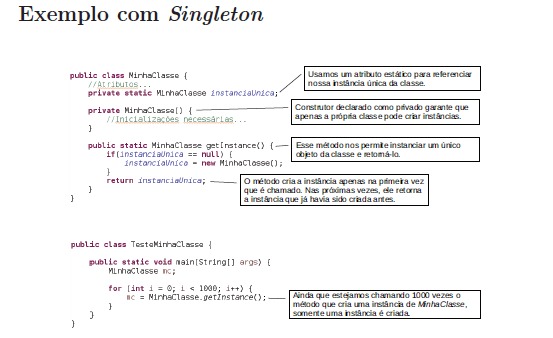 Exemplo com Singleton
public class MinhaClasse {
//Atributos...
private static MinhaClasse instanciaUnica;
Usamos um atributo estático para referenciar
nossa instância única da classe.
private MinhaClasse() {
//Inicializações necessárias...
}
Construtor declarado como privado garante que
apenas a própria classe pode criar instâncias.
public static MinhaClasse getInstance() {
if(instanciaUnica == null) {
instanciaUnica = new MinhaClasse();
}
return instanciaUnica;
}
}
Esse método nos permite instanciar um único
objeto da classe e retorná-lo.
O método cria a instância apenas na primeira vez
que é chamado. Nas próximas vezes, ele retorna
a instância que já havia sido criada antes.
public class TesteMinhaClasse {
public static void main(String[] args) {
MinhaClasse mc;
for (int i = 0; i < 1000; i++) {
mc = MinhaClasse.getInstance();
}
}
}
Ainda que estejamos chamando 1000 vezes o
método que cria uma instância de MinhaClasse,
somente uma instância é criada.